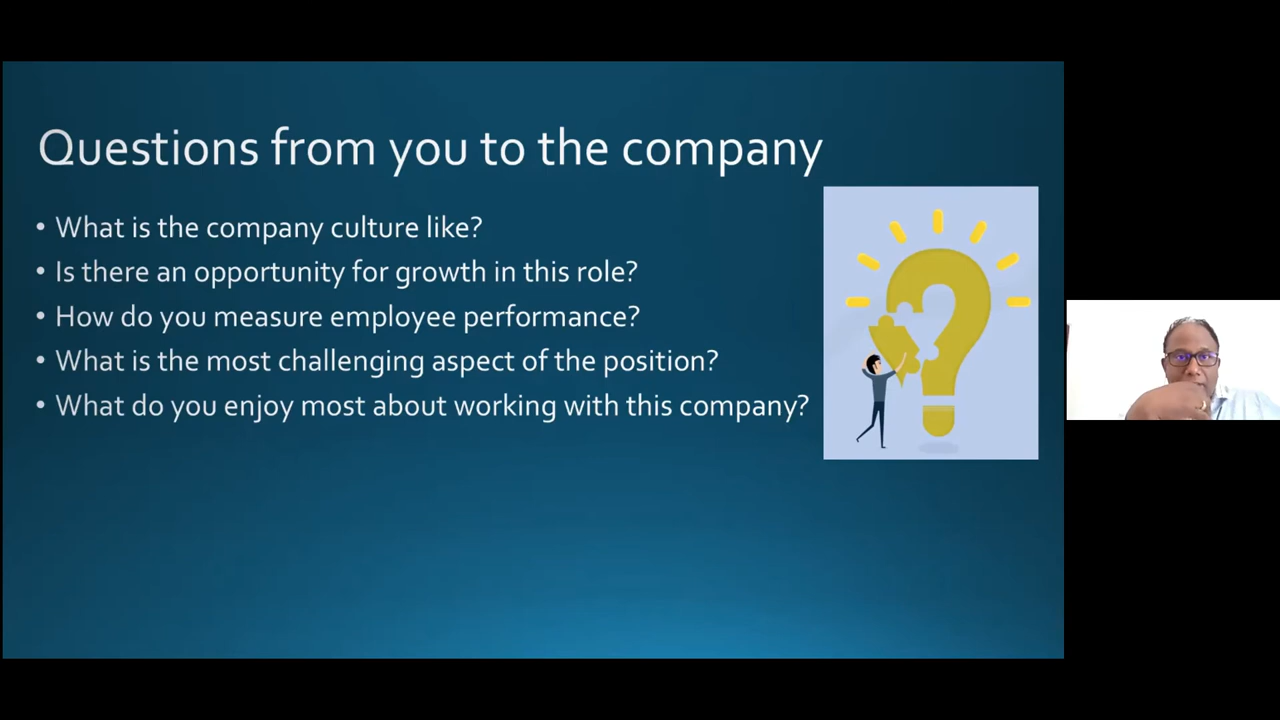 Questions from you to the company
• What is the company culture like?
• Is there an opportunity for growth in this role?
• How do you measure employee performance?
• What is the most challenging aspect of the position?
• What do you enjoy most about working with this company?